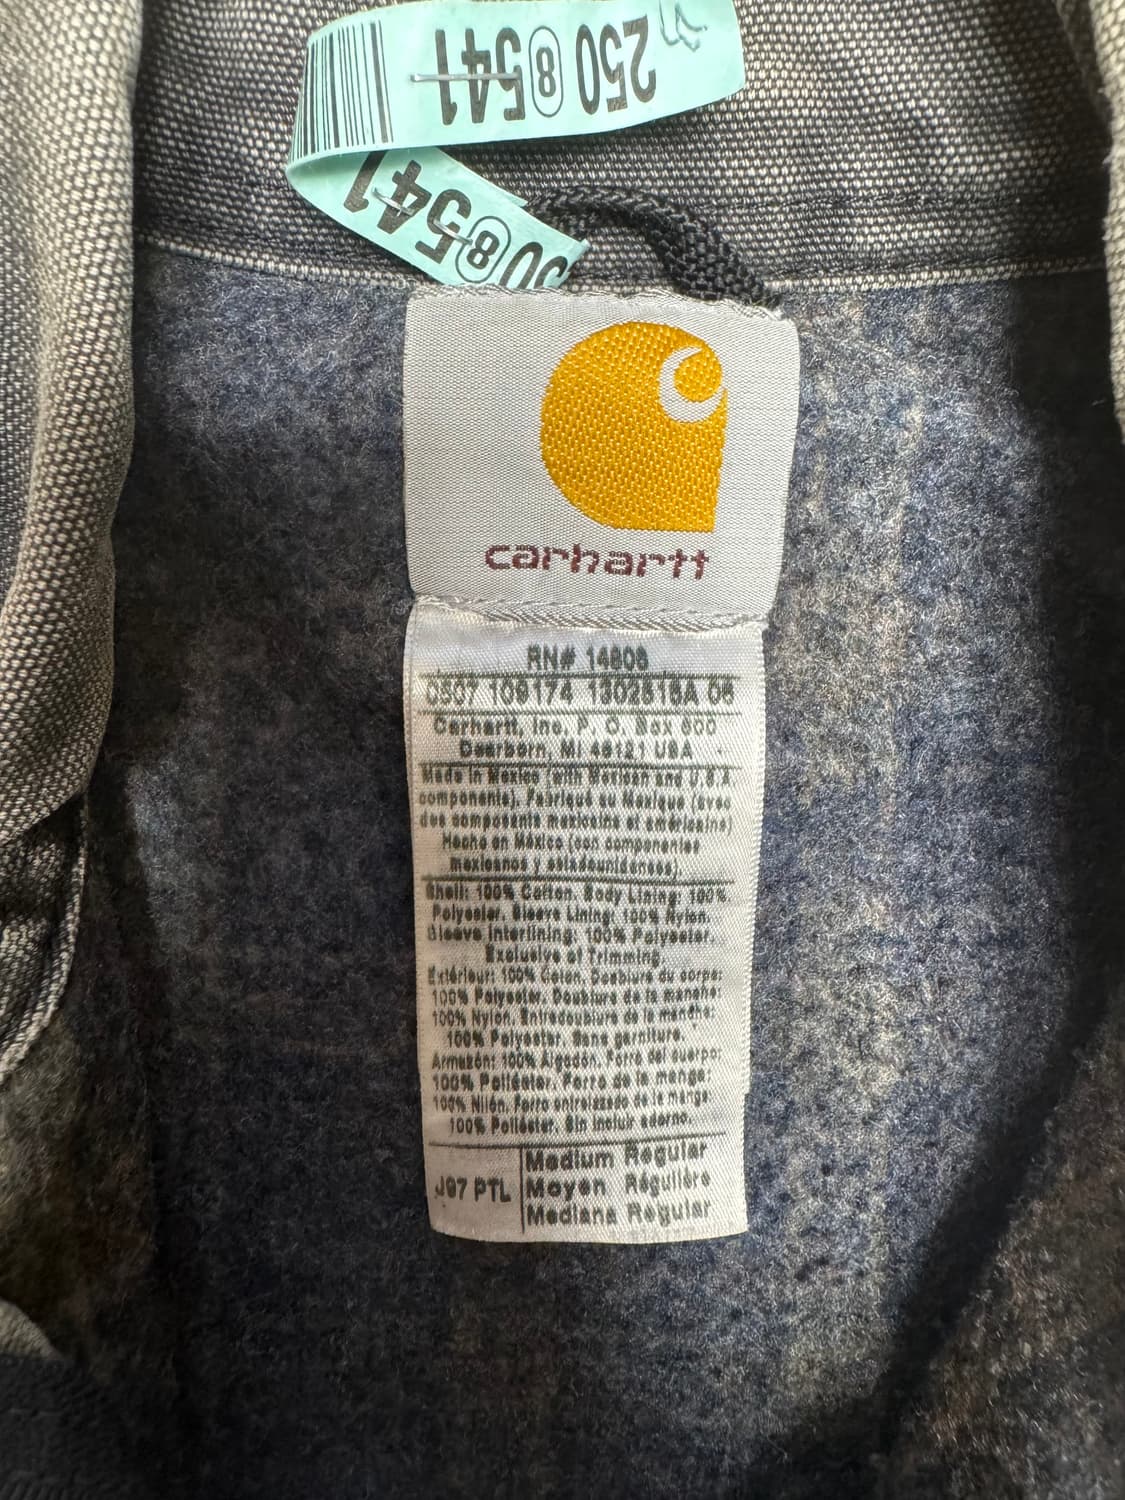 250 8 541
541
carhartt
RN# 14806
0507 109174 1302516A 06
Carhartt, Inc. P. O. Box 600
Dearborn, MI 48121 USA
Made in Mexico (with Mexican and U.S.A
components). Fabriqué au Mexique (avec
des composants mexicains et américains)
Hecho en México (con componentes
mexicanos y estadounidenses)
Shell: 100% Cotton. Body Lining: 100%
Polyester. Sleeve Lining: 100% Nylon.
Sleeve Interlining: 100% Polyester.
Exclusive of Trimming.
Extérieur: 100% Coton. Doublure du corps:
100% Polyester. Doublure de la manche:
100% Nylon. Entredoublure de la manche:
100% Polyester. Sans garniture.
Armazón: 100% Algodón. Forro del cuerpo:
100% Poliéster. Forro de la manga
100% Nilón. Forro entrelazado de la manga:
100% Poliéster. Sin incluir adorno.
J97 PTL
Medium Regular
Moyen Régulière
Mediana Regular